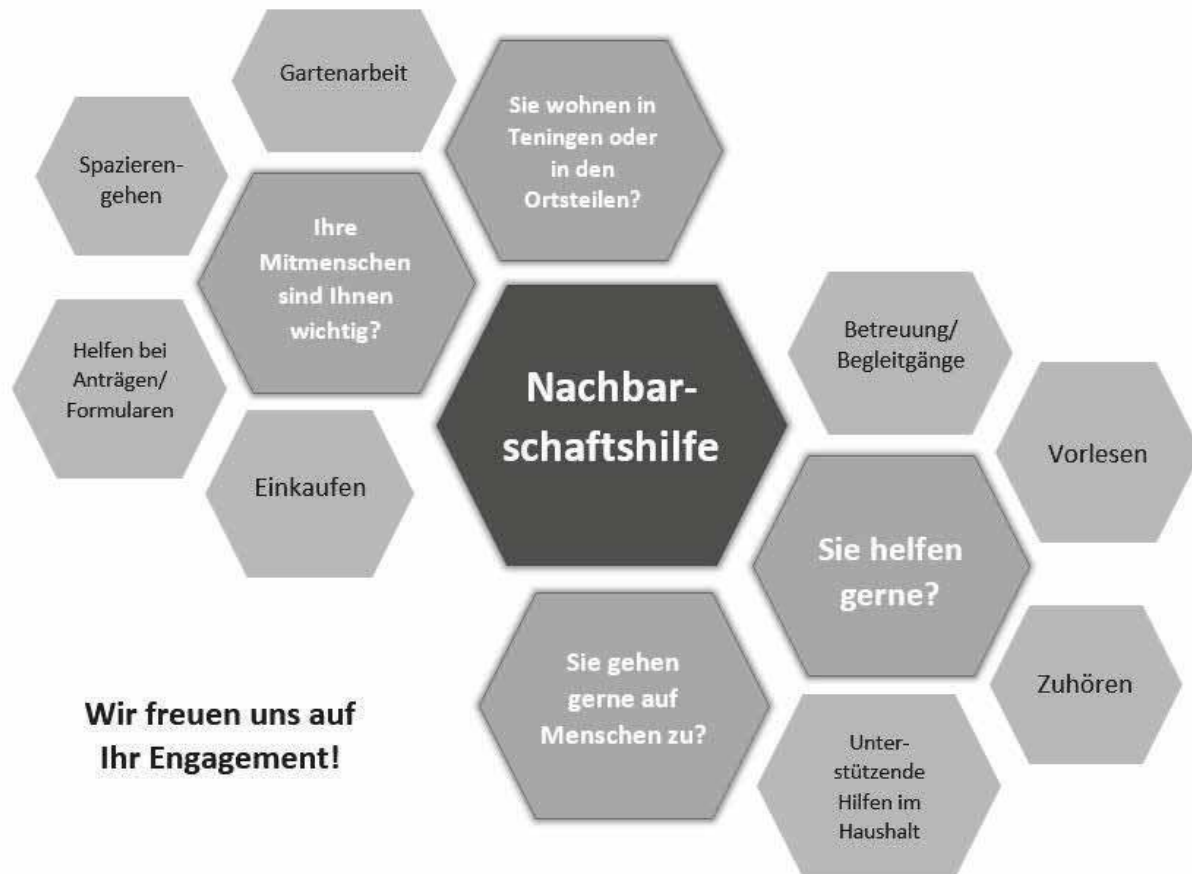 Gartenarbeit
Sie wohnen in
Teningen oder
in den
Ortsteilen?
Spazieren-
gehen
Ihre
Mitmenschen
sind Ihnen
wichtig?
Helfen bei
Anträgen/
Formularen
Einkaufen
Nachbar-
schaftshilfe
Betreuung/
Begleitgänge
Vorlesen
Sie helfen
gerne?
Sie gehen
gerne auf
Menschen zu?
Zuhören
Unter-
stützende
Hilfen im
Haushalt
Wir freuen uns auf
Ihr Engagement!